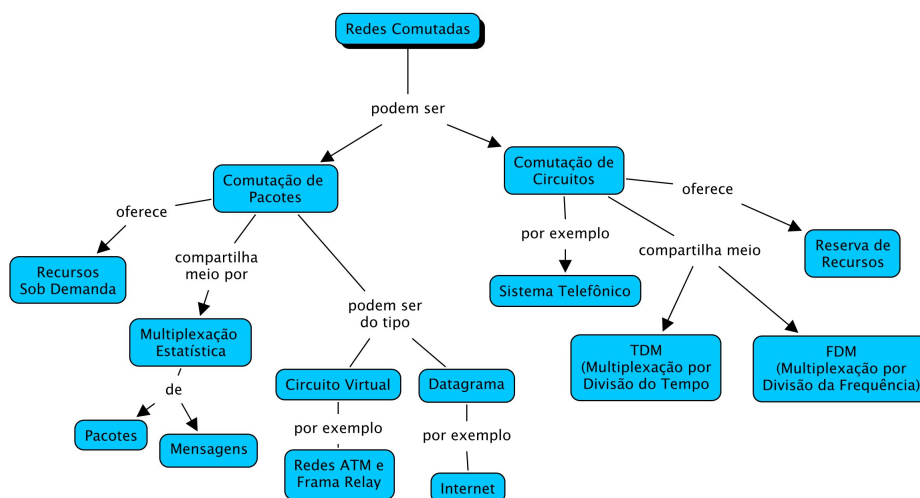 Redes Comutadas
podem ser
Comutação de
Pacotes
Comutação de
Circuitos
oferece
oferece
Recursos
Sob Demanda
compartilha
meio por
por exemplo
compartilha meio
Reserva de
Recursos
Sistema Telefônico
podem ser
do tipo
Multiplexação
Estatística
TDM
(Multiplexação por
Divisão do Tempo
FDM
(Multiplexação por
Divisão da Frequência)
de
Circuito Virtual
Datagrama
Pacotes
Mensagens
por exemplo
por exemplo
Redes ATM e
Frama Relay
Internet